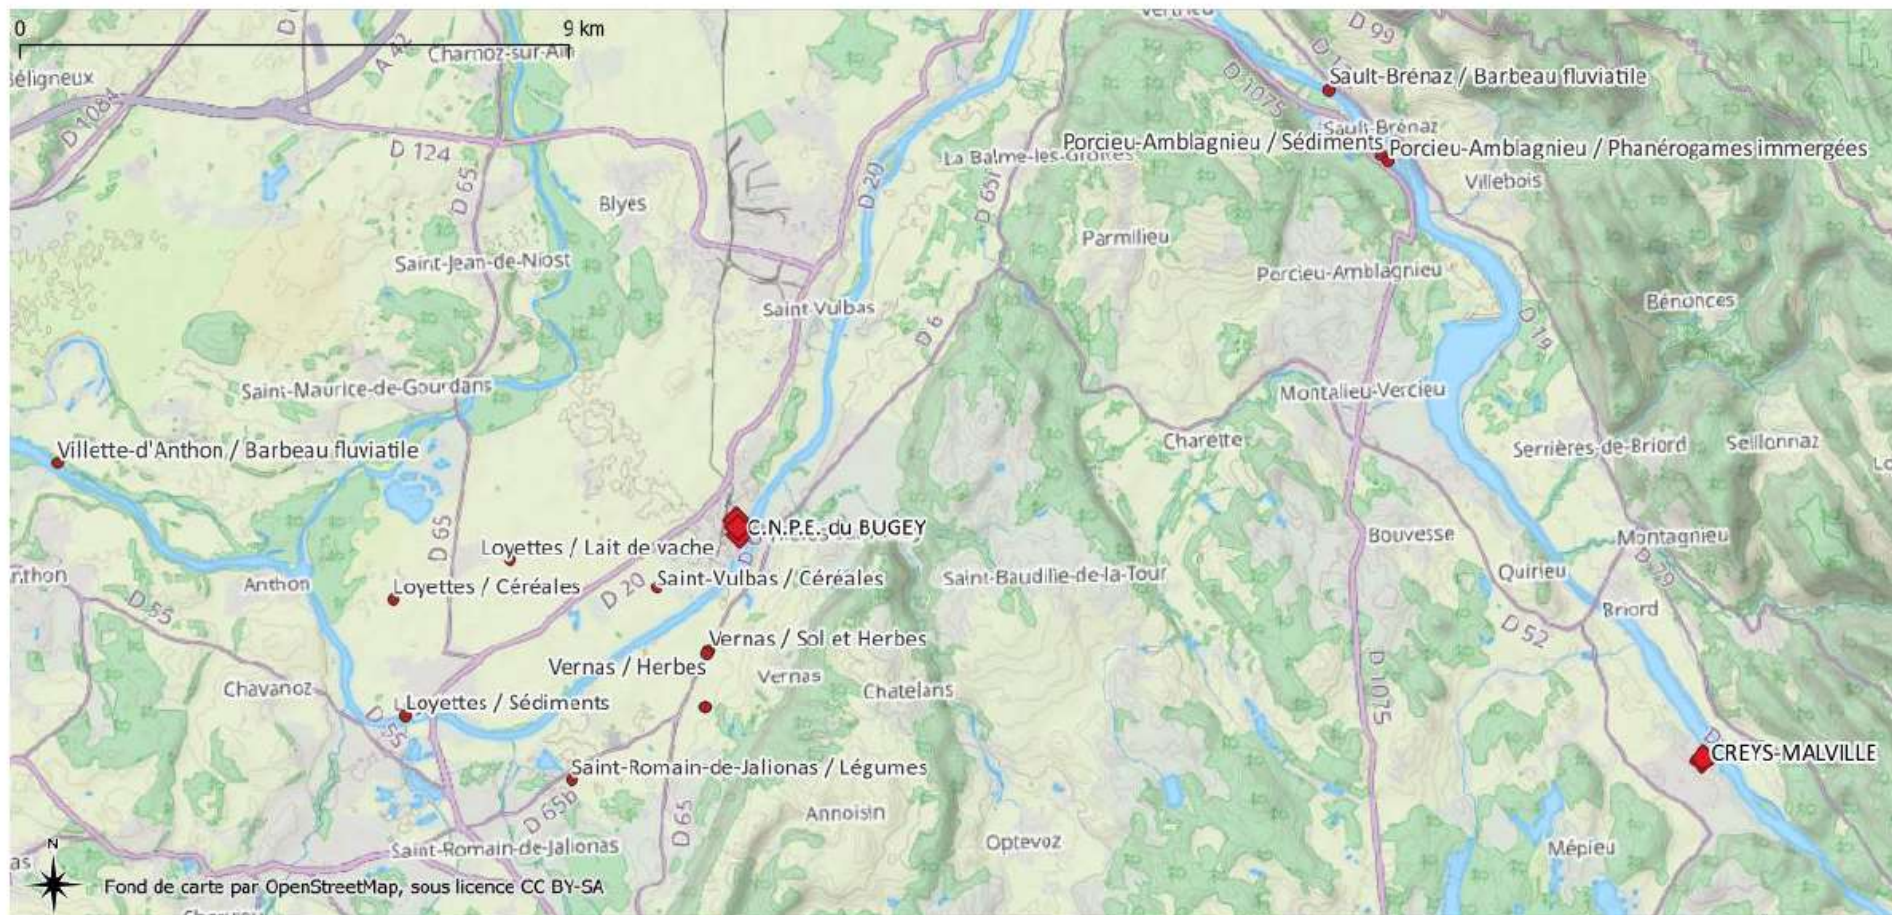 0
9 km
Charnoz-sur-Ain
A 42
D 1084
D 124
D 65
Blyes
Saint-Jean-de-Niost
Saint-Maurice-de-Gourdans
Saint Vulbas
D 20
D 6
D 65f
La Balme-les-Grottes
Parmilieu
D 99
D 1075
Sault-Brénaz / Barbeau fluviatile
Sault-Brénaz
Porcieu-Amblagnieu / Sédiments
Porcieu-Amblagnieu / Phanérogames immergées
Villebois
Porcieu-Amblagnieu
Bénonces
D 79
Montalieu-Vercieu
Charette
Serrières-de-Briord
Seillonnaz
Villette-d'Anthon / Barbeau fluviatile
D 65
C.N.P.E. du BUGEY
Loyettes / Lait de vache
Bouvesse
Montagnieu
Anthon
Loyettes / Céréales
D 20
Saint-Vulbas / Céréales
Saint-Baudille-de-la-Tour
Quirieu
D 79
D 55
Briord
D 52
Vernas / Sol et Herbes
Vernas / Herbes
Vernas
Chavanoz
Chatelans
D 1075
Loyettes / Sédiments
D 55
CREYS-MALVILLE
Saint-Romain-de-Jalionas / Légumes
D 65b
D 65
Annoisin
Optevoz
Mépieu
Saint-Romain-de-Jalionas
N
Fond de carte par OpenStreetMap, sous licence CC BY-SA